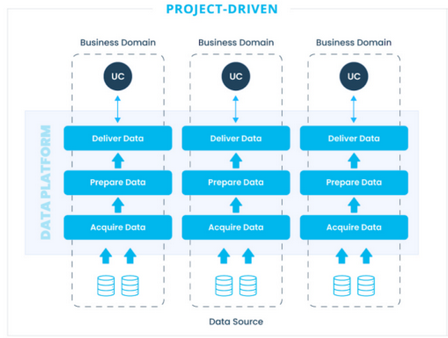 PROJECT-DRIVEN
Business Domain Business Domain Business Domain
UC UC UC
DATA PLATFORM
Deliver Data Deliver Data Deliver Data
Prepare Data Prepare Data Prepare Data
Acquire Data Acquire Data Acquire Data
Data Source